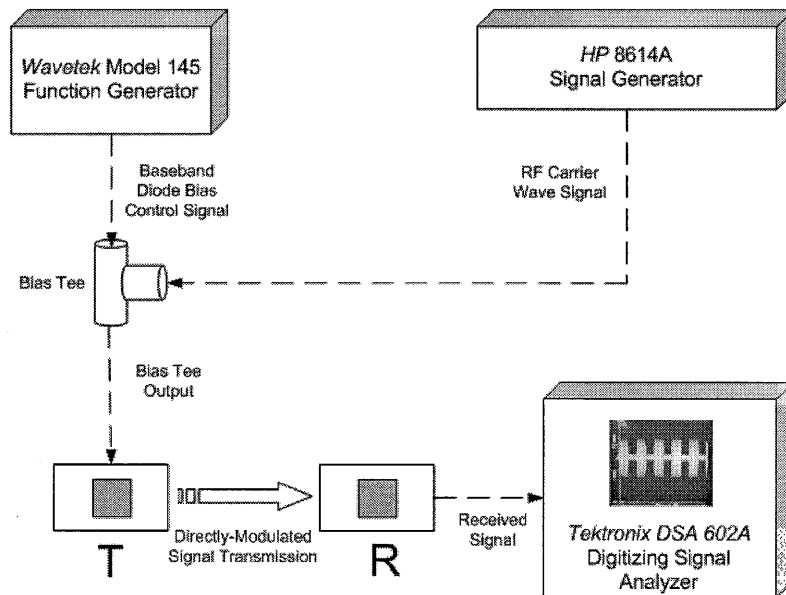 Wavetek Model 145
Function Generator
HP 8614A
Signal Generator
Baseband
Diode Bias
Control Signal
RF Carrier
Wave Signal
Bias Tee
Bias Tee
Output
Directly-Modulated
Signal Transmission
T
R
Received
Signal
Tektronix DSA 602A
Digitizing Signal
Analyzer